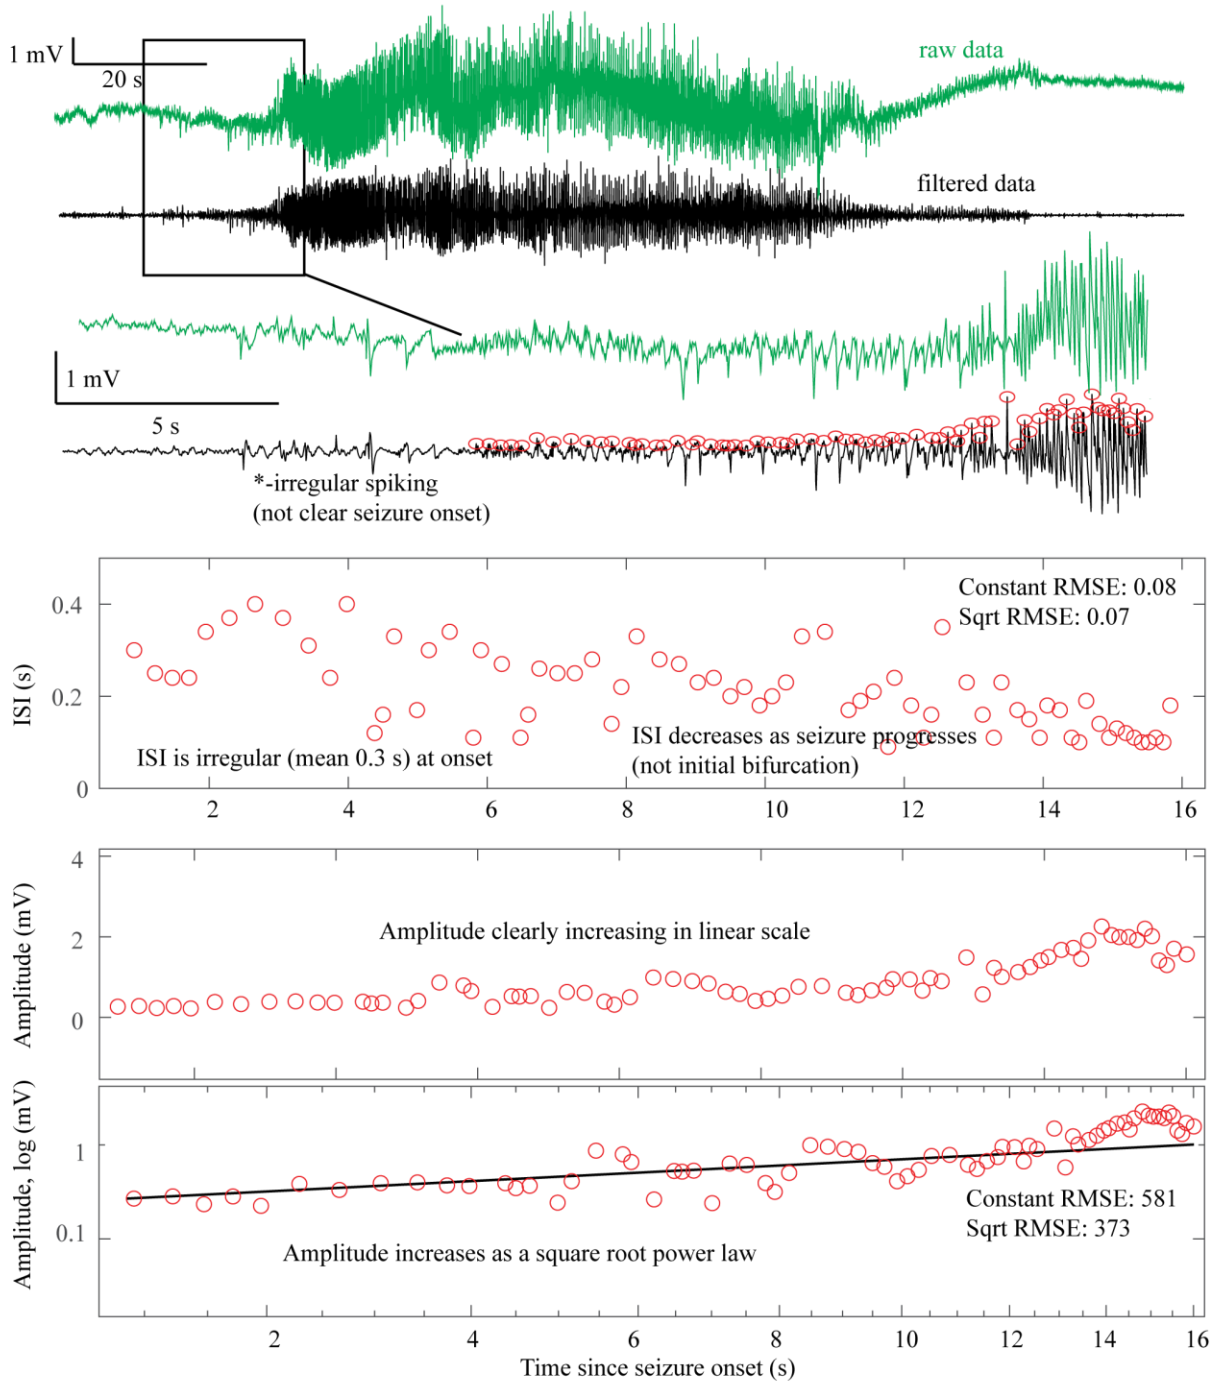 1 mV
20 s
raw data
filtered data
1 mV
5 s
*-irregular spiking
(not clear seizure onset)
Constant RMSE: 0.08
Sqrt RMSE: 0.07
0.4
0.2
0
ISI (s)
ISI is irregular (mean 0.3 s) at onset
ISI decreases as seizure progresses
(not initial bifurcation)
2 4 6 8 10 12 14 16
4
2
0
Amplitude (mV)
Amplitude clearly increasing in linear scale
1
0.1
Amplitude, log (mV)
Constant RMSE: 581
Sqrt RMSE: 373
Amplitude increases as a square root power law
2 4 6 8 10 12 14 16
Time since seizure onset (s)